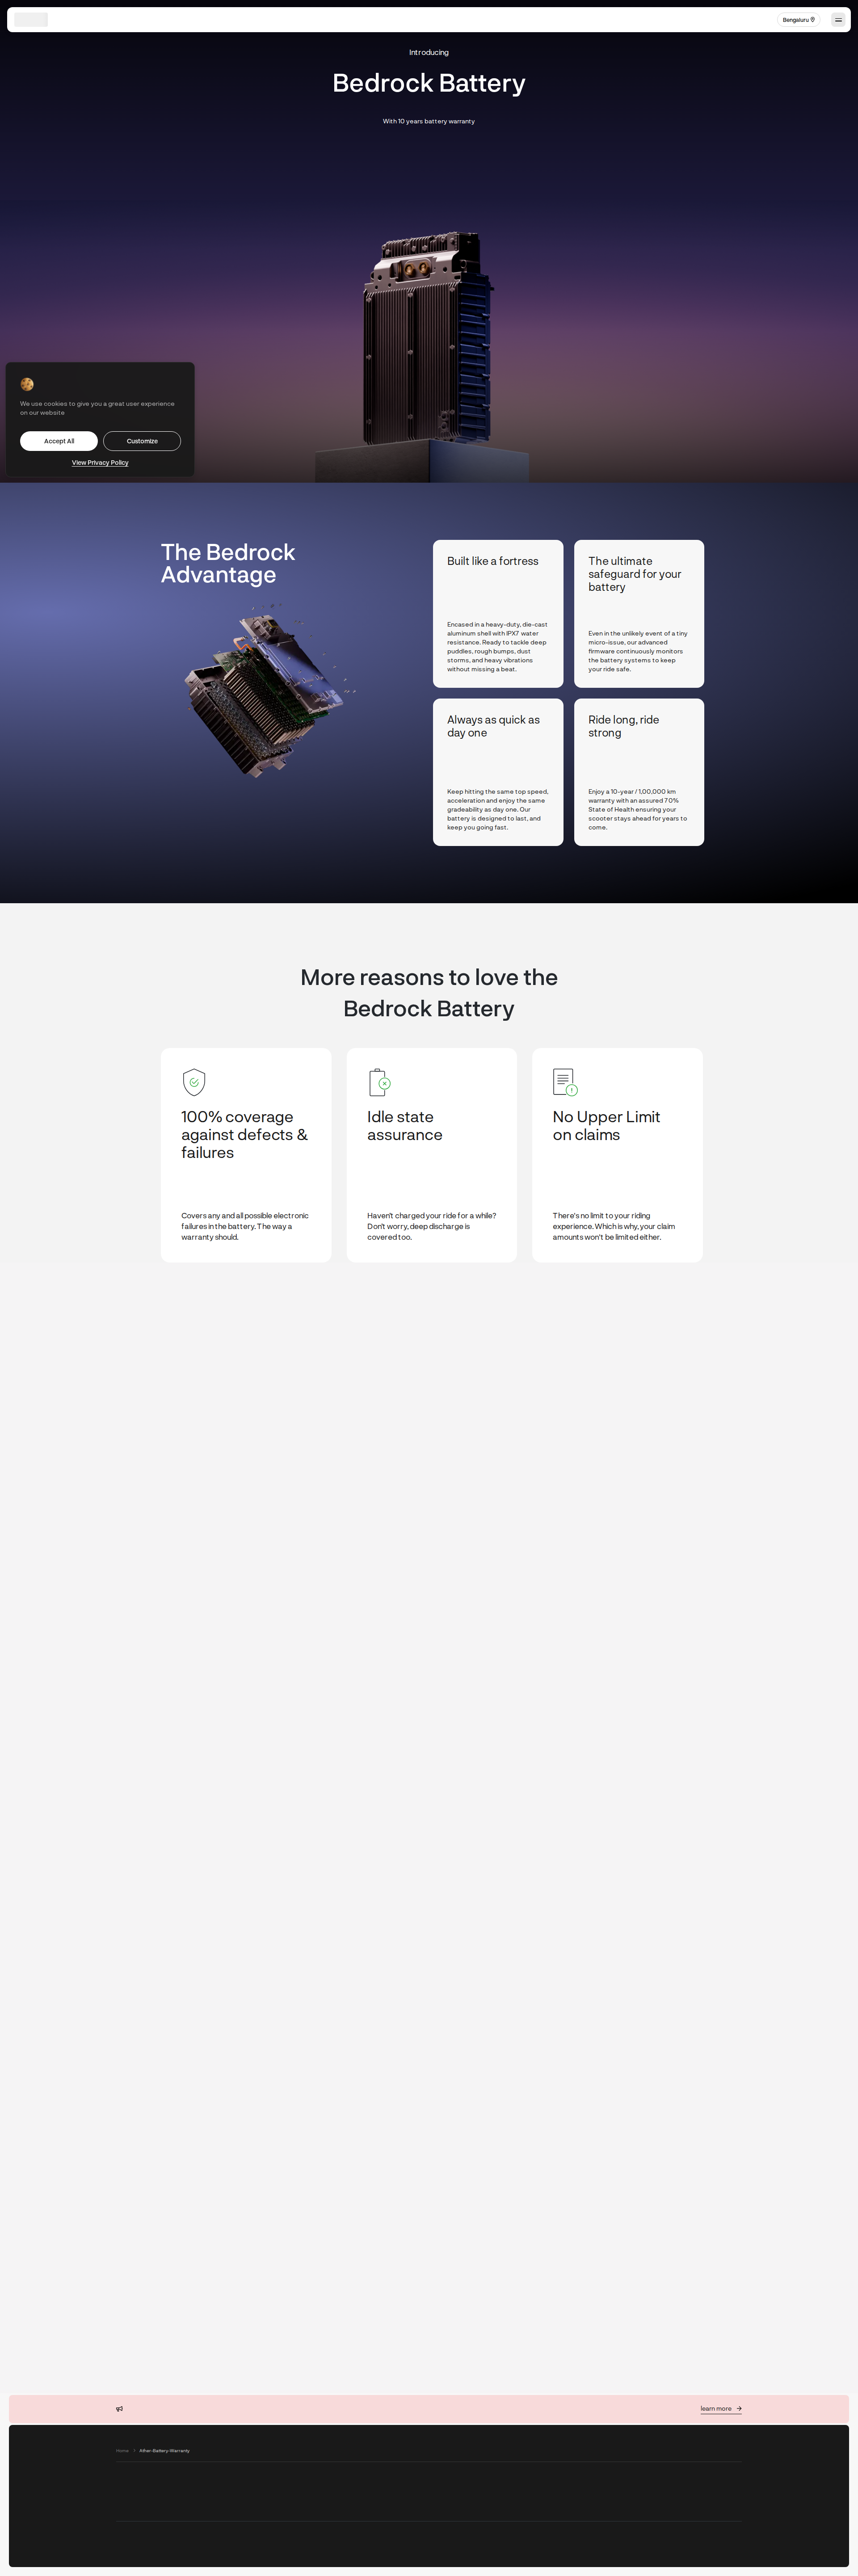 Bengaluru
Introducing
Bedrock Battery
With 10 years battery warranty
We use cookies to give you a great user experience
on our website
Accept All
Customize
View Privacy Policy
The Bedrock
Advantage
Built like a fortress
Encased in a heavy-duty, die-cast
aluminum shell with IPX7 water
resistance. Ready to tackle deep
puddles, rough bumps, dust
storms, and heavy vibrations
without missing a beat.
The ultimate
safeguard for your
battery
Even in the unlikely event of a tiny
micro-issue, our advanced
firmware continuously monitors
the battery systems to keep
your ride safe.
Always as quick as
day one
Keep hitting the same top speed,
acceleration and enjoy the same
gradeability as day one. Our
battery is designed to last, and
keep you going fast.
Ride long, ride
strong
Enjoy a 10-year / 1,00,000 km
warranty with an assured 70%
State of Health ensuring your
scooter stays ahead for years to
come.
More reasons to love the
Bedrock Battery
100% coverage
against defects &
failures
Covers any and all possible electronic
failures in the battery. The way a
warranty should.
Idle state
assurance
Haven't charged your ride for a while?
Don't worry, deep discharge is
covered too.
No Upper Limit
on claims
There's no limit to your riding
experience. Which is why, your claim
amounts won't be limited either.
learn more
Home
Ather-Battery-Warranty